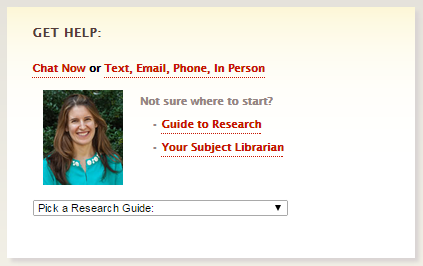 GET HELP:
Chat Now or Text, Email, Phone, In Person
Not sure where to start?
- Guide to Research
- Your Subject Librarian
Pick a Research Guide: